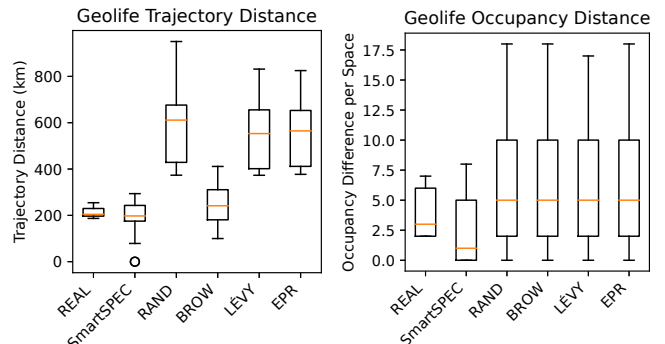 Geolife Trajectory Distance
Trajectory Distance (km)
800
600
400
200
0
REAL
SmartSPEC
RAND
BROW
LÉVY
EPR
Geolife Occupancy Distance
Occupancy Difference per Space
17.5
15.0
12.5
10.0
7.5
5.0
2.5
0.0
REAL
SmartSPEC
RAND
BROW
LÉVY
EPR